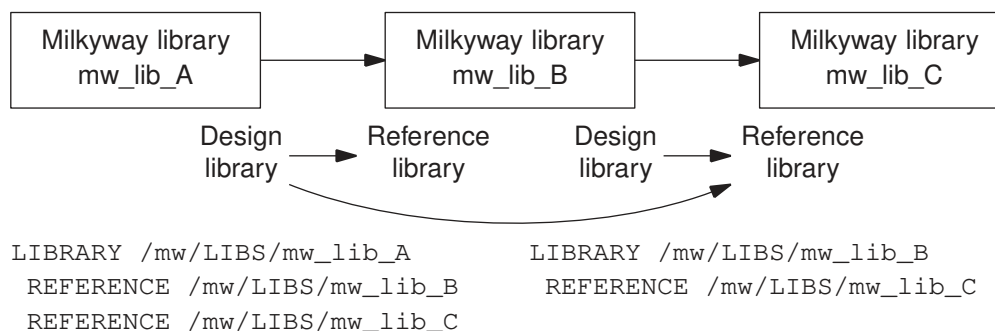 Milkyway library
mw_lib_A
Milkyway library
mw_lib_B
Milkyway library
mw_lib_C
Design
library
Reference
library
Design
library
Reference
library
LIBRARY /mw/LIBS/mw_lib_A
REFERENCE /mw/LIBS/mw_lib_B
REFERENCE /mw/LIBS/mw_lib_C
LIBRARY /mw/LIBS/mw_lib_B
REFERENCE /mw/LIBS/mw_lib_C